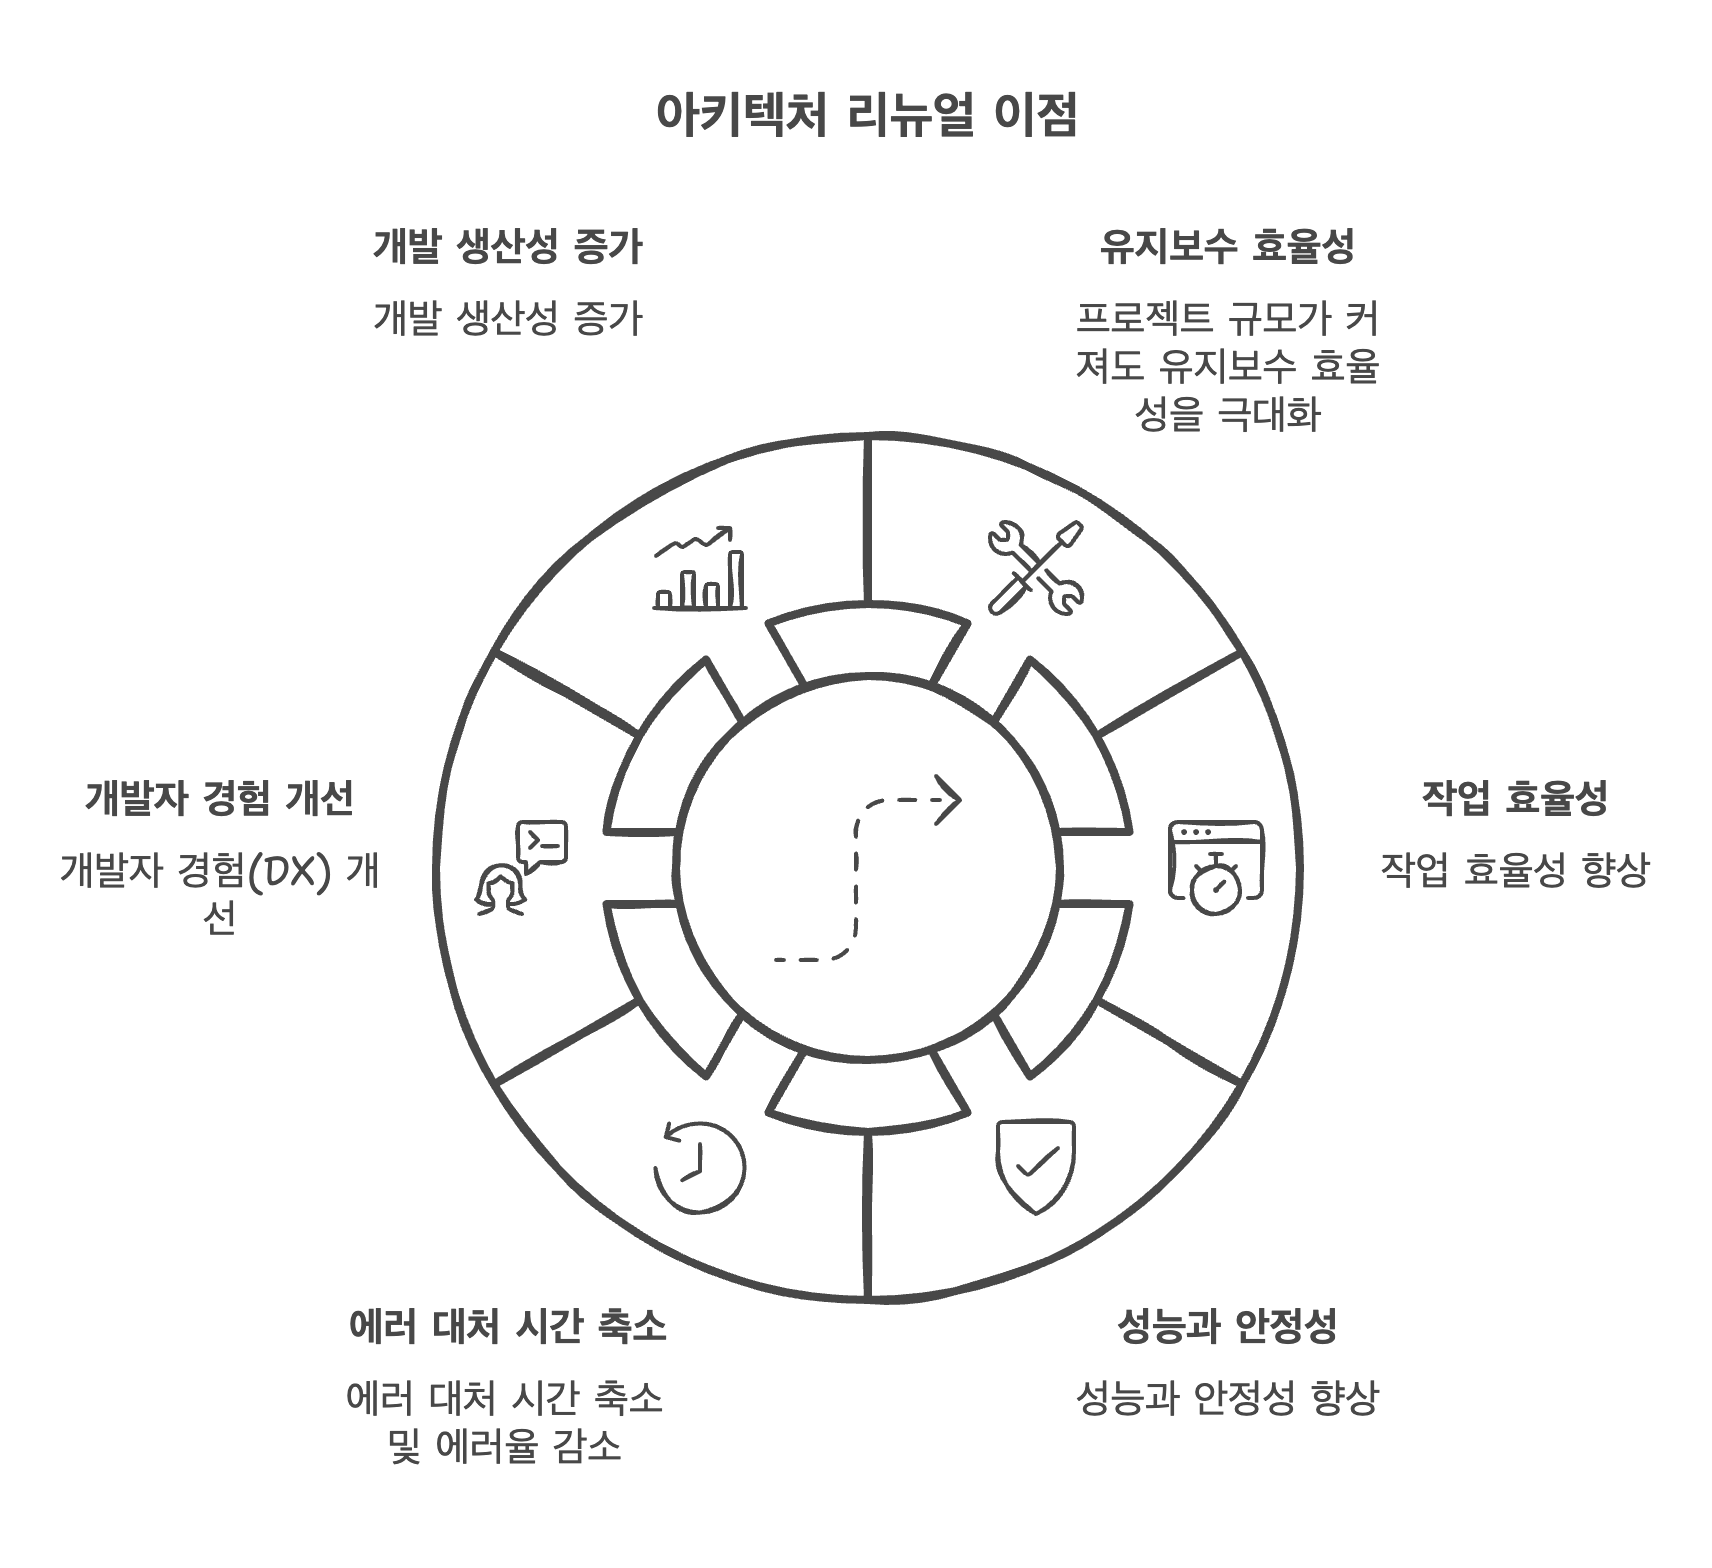 아키텍처 리뉴얼 이점
개발 생산성 증가
개발 생산성 증가
유지보수 효율성
프로젝트 규모가 커
져도 유지보수 효율
성을 극대화
개발자 경험 개선
개발자 경험(DX) 개
선
작업 효율성
작업 효율성 향상
에러 대처 시간 축소
에러 대처 시간 축소
및 에러율 감소
성능과 안정성
성능과 안정성 향상